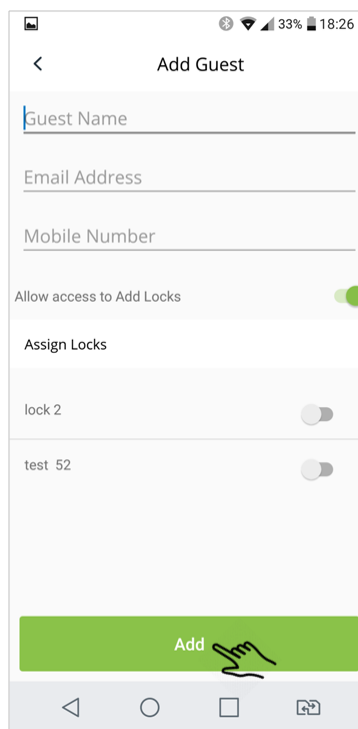 33% 18:26
Add Guest
Guest Name
Email Address
Mobile Number
Allow access to Add Locks
Assign Locks
lock 2
test 52
Add